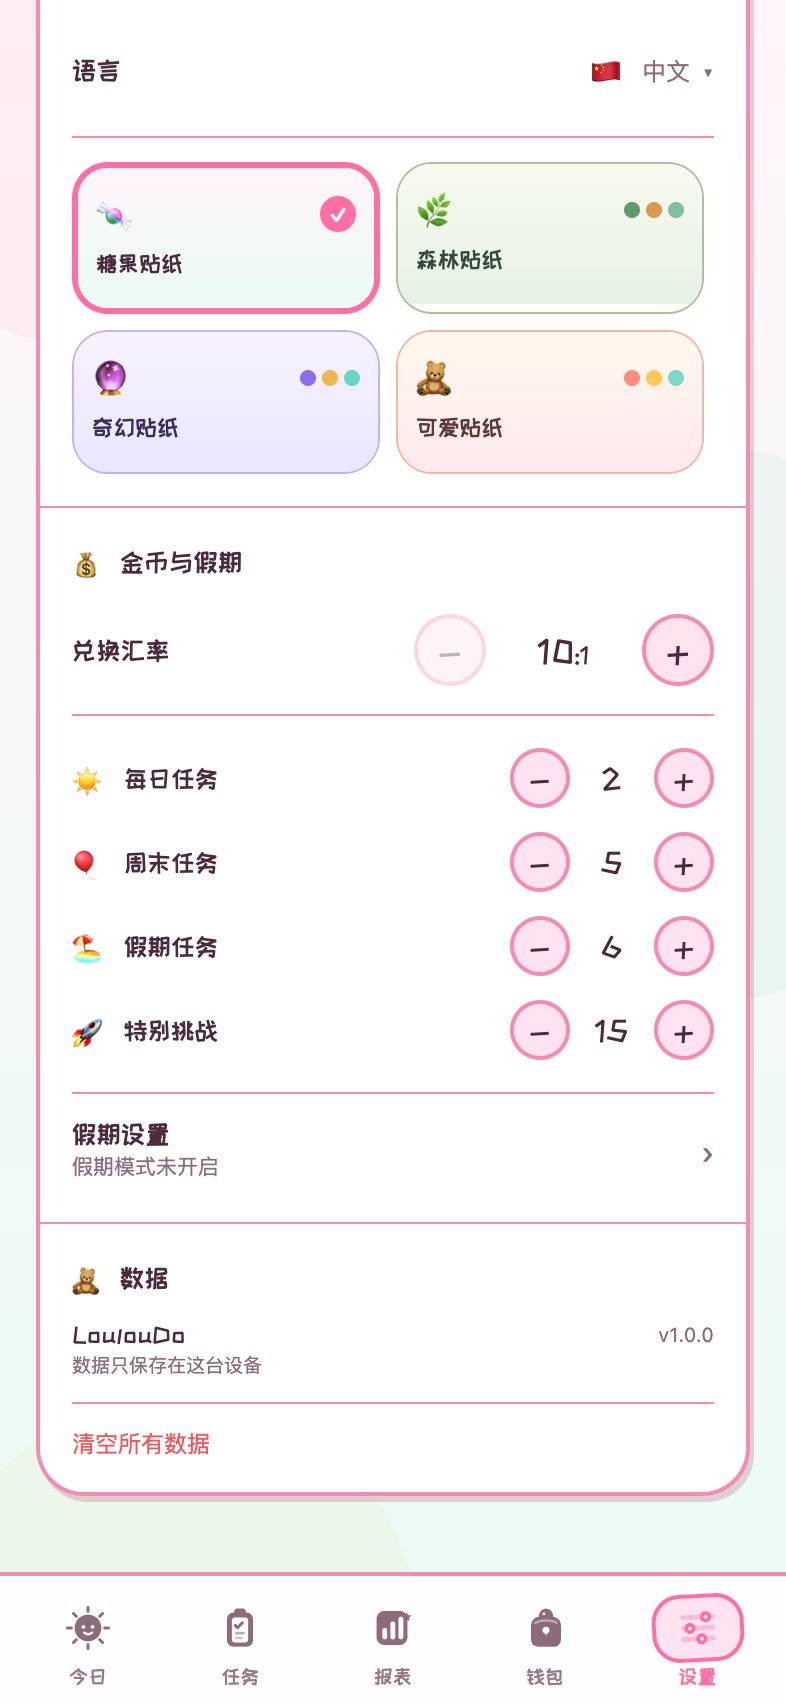 语言
🇨🇳 中文 ▾
糖果贴纸
森林贴纸
奇幻贴纸
可爱贴纸
金币与假期
兑换汇率
−
10:1
+
每日任务
−
2
+
周末任务
−
5
+
假期任务
−
6
+
特别挑战
−
15
+
假期设置
假期模式未开启
›
数据
LoulouDo
v1.0.0
数据只保存在这台设备
清空所有数据
今日
任务
报表
钱包
设置